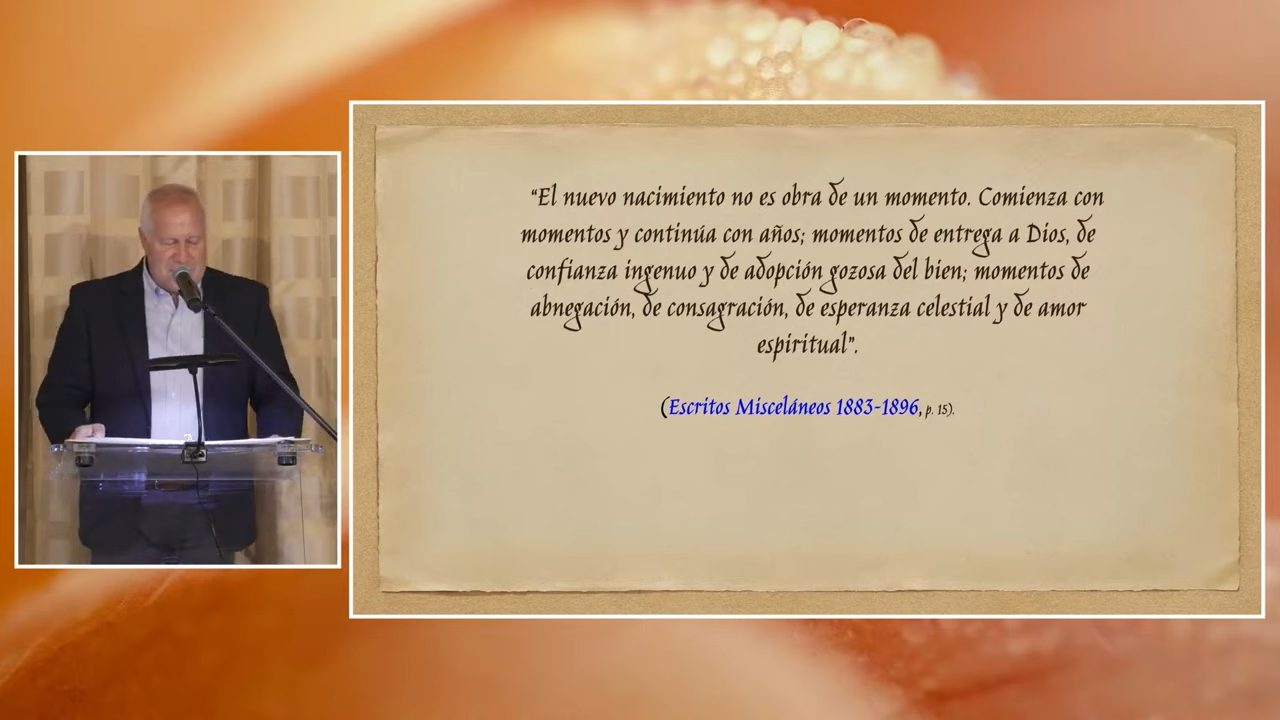 “El nuevo nacimiento no es obra de un momento. Comienza con
momentos y continúa con años; momentos de entrega a Dios, de
confianza ingenuo y de adopción gozosa del bien; momentos de
abnegación, de consagración, de esperanza celestial y de amor
espiritual”.
(Escritos Misceláneos 1883-1896, p. 15).